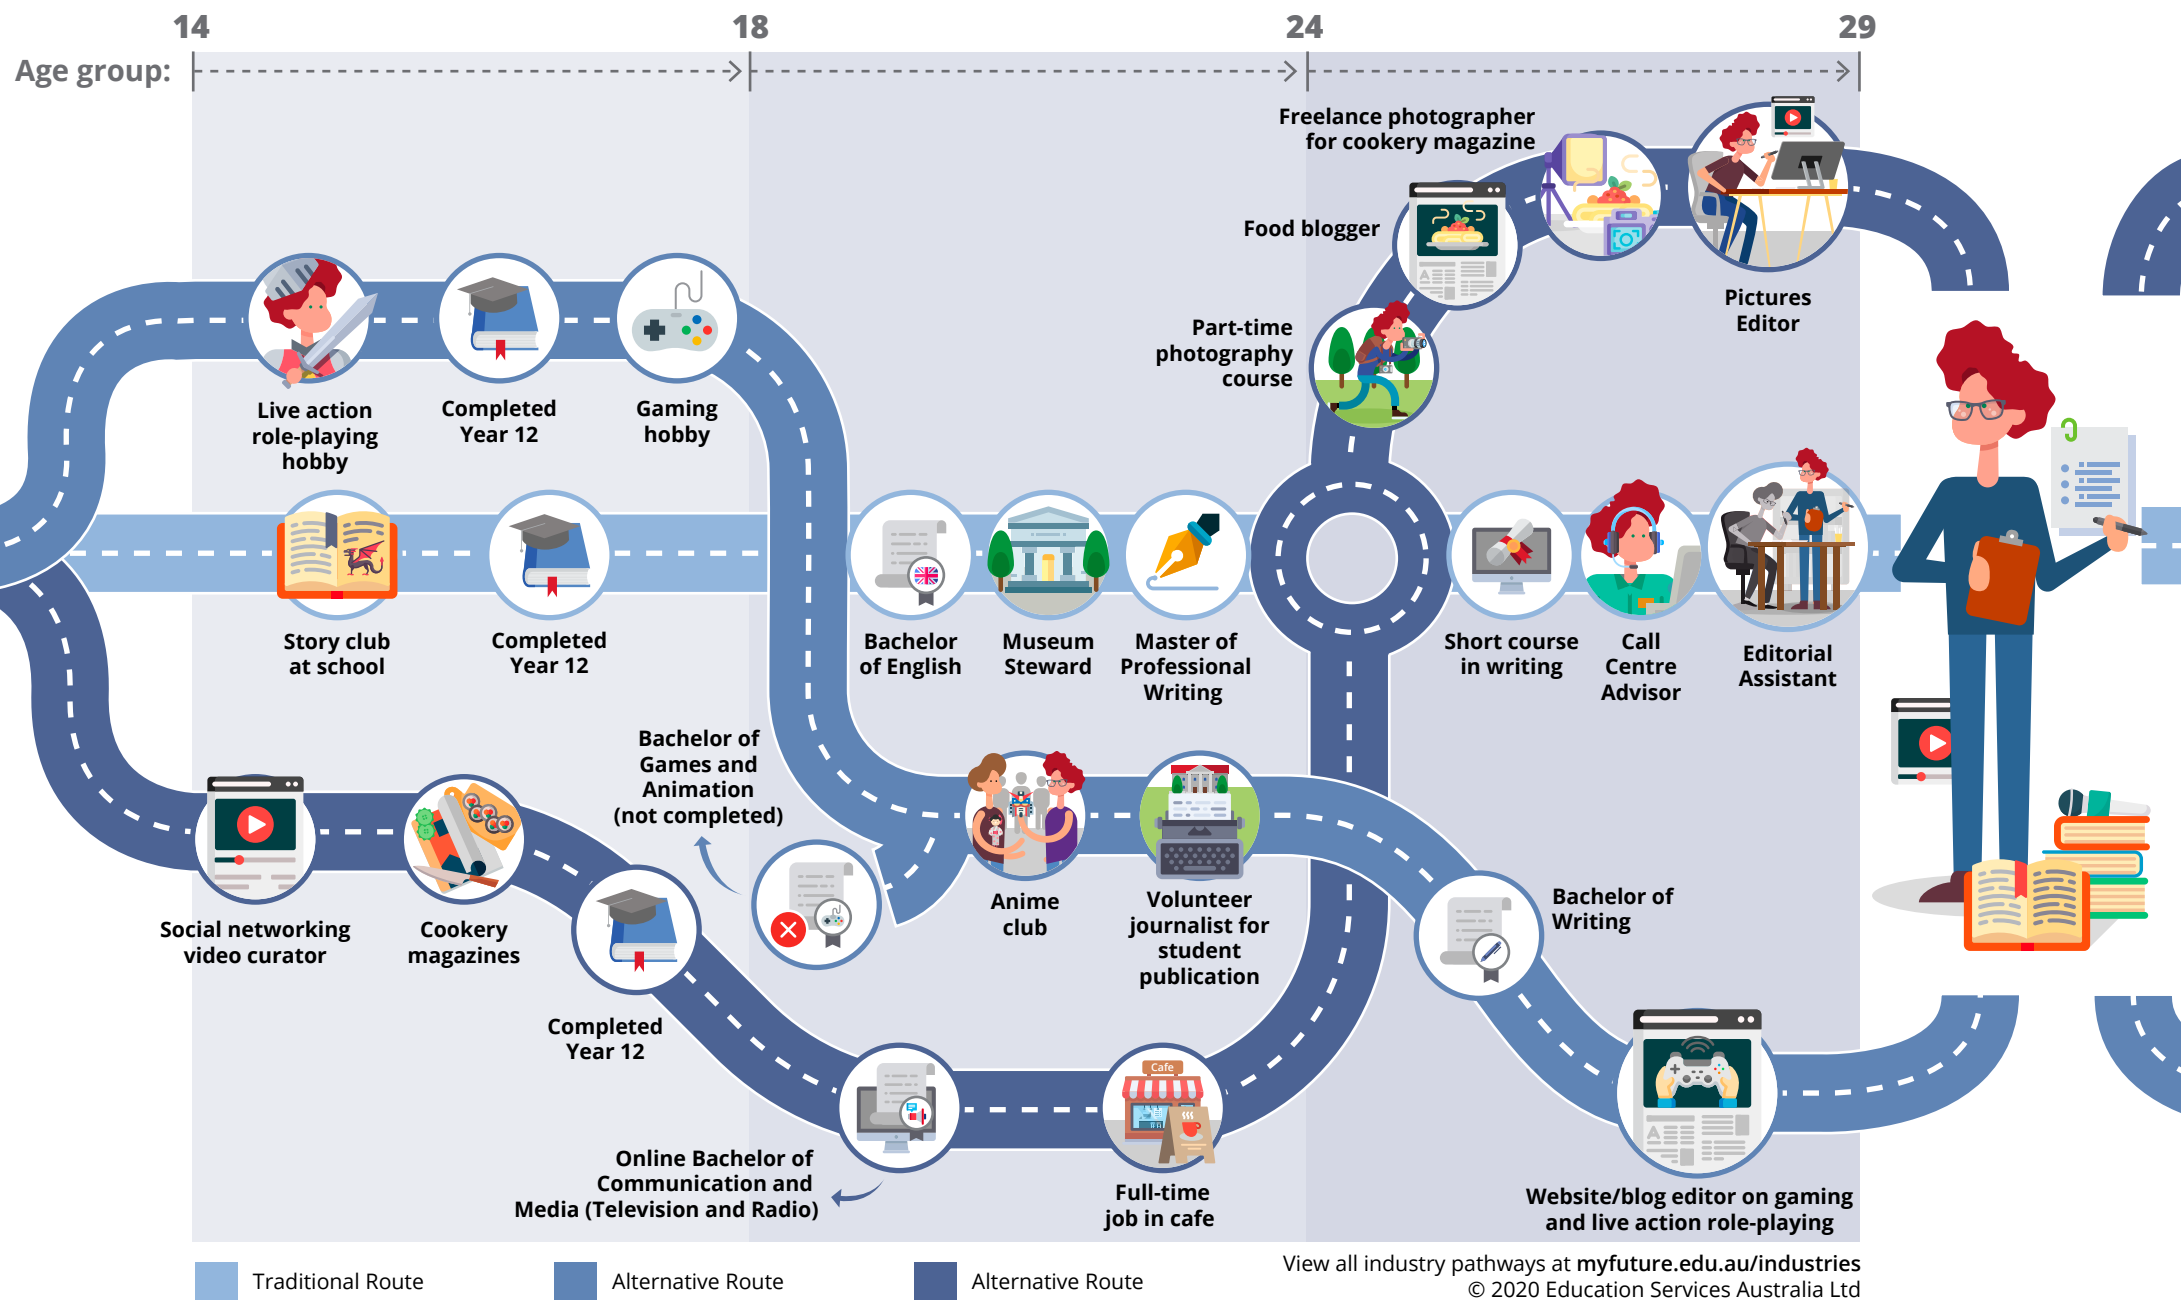 14
18
24
29
Age group:
Freelance photographer
for cookery magazine
Food blogger
Pictures
Editor
Part-time
photography
course
Live action
role-playing
hobby
Completed
Year 12
Gaming
hobby
Story club
at school
Completed
Year 12
Bachelor
of English
Museum
Steward
Master of
Professional
Writing
Short course
in writing
Call
Centre
Advisor
Editorial
Assistant
Bachelor of
Games and
Animation
(not completed)
Social networking
video curator
Cookery
magazines
Completed
Year 12
Anime
club
Volunteer
journalist for
student
publication
Bachelor of
Writing
Online Bachelor of
Communication and
Media (Television and Radio)
Cafe
Full-time
job in cafe
A
A
Website/blog editor on gaming
and live action role-playing
Traditional Route
Alternative Route
Alternative Route
View all industry pathways at myfuture.edu.au/industries
© 2020 Education Services Australia Ltd